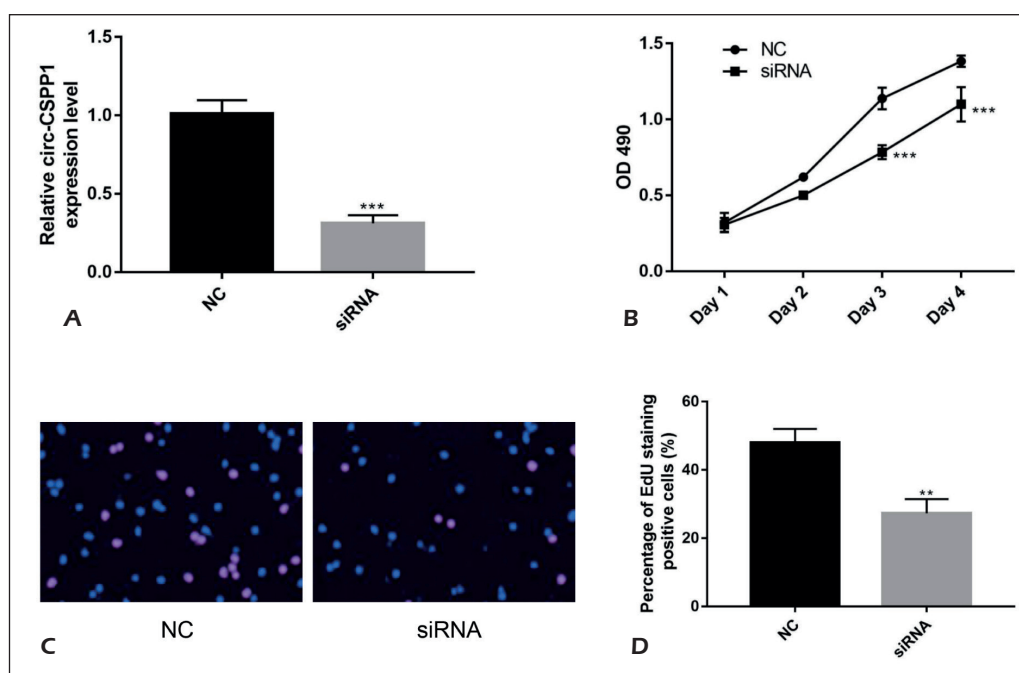 Relative circ-CSPP1
expression level
1.5
1.0
0.5
0.0
***
NC
siRNA
A
OD 490
1.5
1.0
0.5
0.0
NC
siRNA
***
***
Day 1
Day 2
Day 3
Day 4
B
NC
siRNA
C
Percentage of EdU staining
positive cells (%)
60
40
20
0
**
NC
siRNA
D